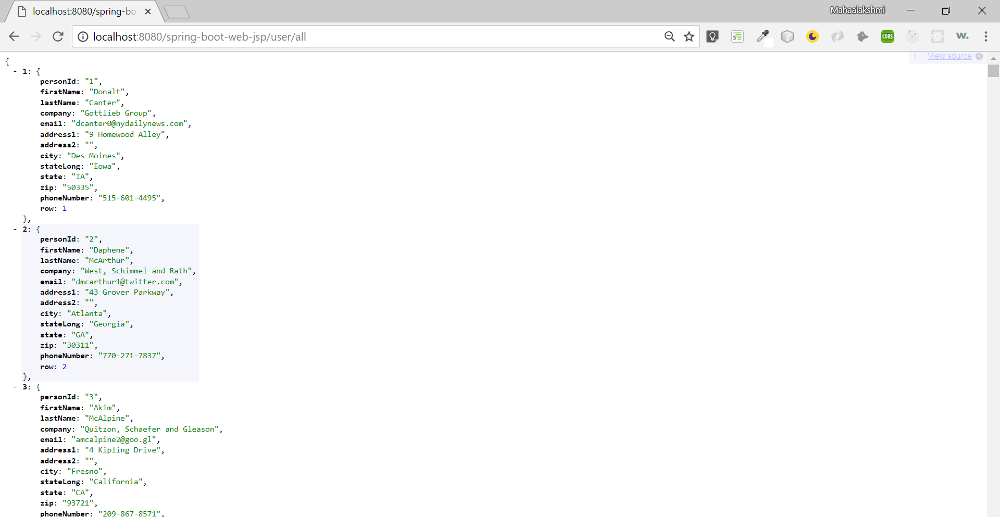 localhost:8080/spring-bo
Mahaalakshmi
localhost:8080/spring-boot-web-jsp/user/all
CORS
w.
+ - View source
{
- 1: {
personId: "1",
firstName: "Donalt",
lastName: "Canter",
company: "Gottlieb Group",
email: "dcanter0@nydailynews.com",
address1: "9 Homewood Alley",
address2: "",
city: "Des Moines",
stateLong: "Iowa",
state: "IA",
zip: "50335",
phoneNumber: "515-601-4495",
row: 1
},
- 2: {
personId: "2",
firstName: "Daphene",
lastName: "McArthur",
company: "West, Schimmel and Rath",
email: "dmcarthur1@twitter.com",
address1: "43 Grover Parkway",
address2: "",
city: "Atlanta",
stateLong: "Georgia",
state: "GA",
zip: "30311",
phoneNumber: "770-271-7837",
row: 2
},
- 3: {
personId: "3",
firstName: "Akim",
lastName: "McAlpine",
company: "Quitzon, Schaefer and Gleason",
email: "amcalpine2@goo.gl",
address1: "4 Kipling Drive",
address2: "",
city: "Fresno",
stateLong: "California",
state: "CA",
zip: "93721",
phoneNumber: "209-867-8571",